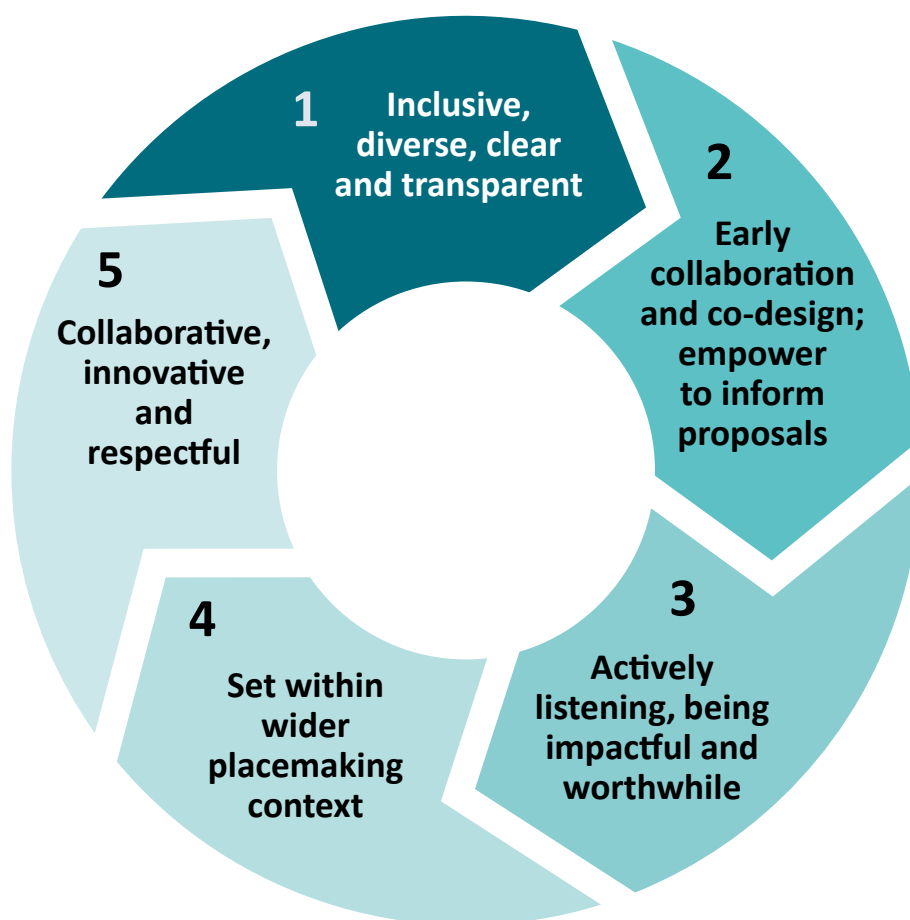 1
Inclusive,
diverse, clear
and transparent
2
Early
collaboration
and co-design;
empower
to inform
proposals
3
Actively
listening, being
impactful and
worthwhile
4
Set within
wider
placemaking
context
5
Collaborative,
innovative
and
respectful